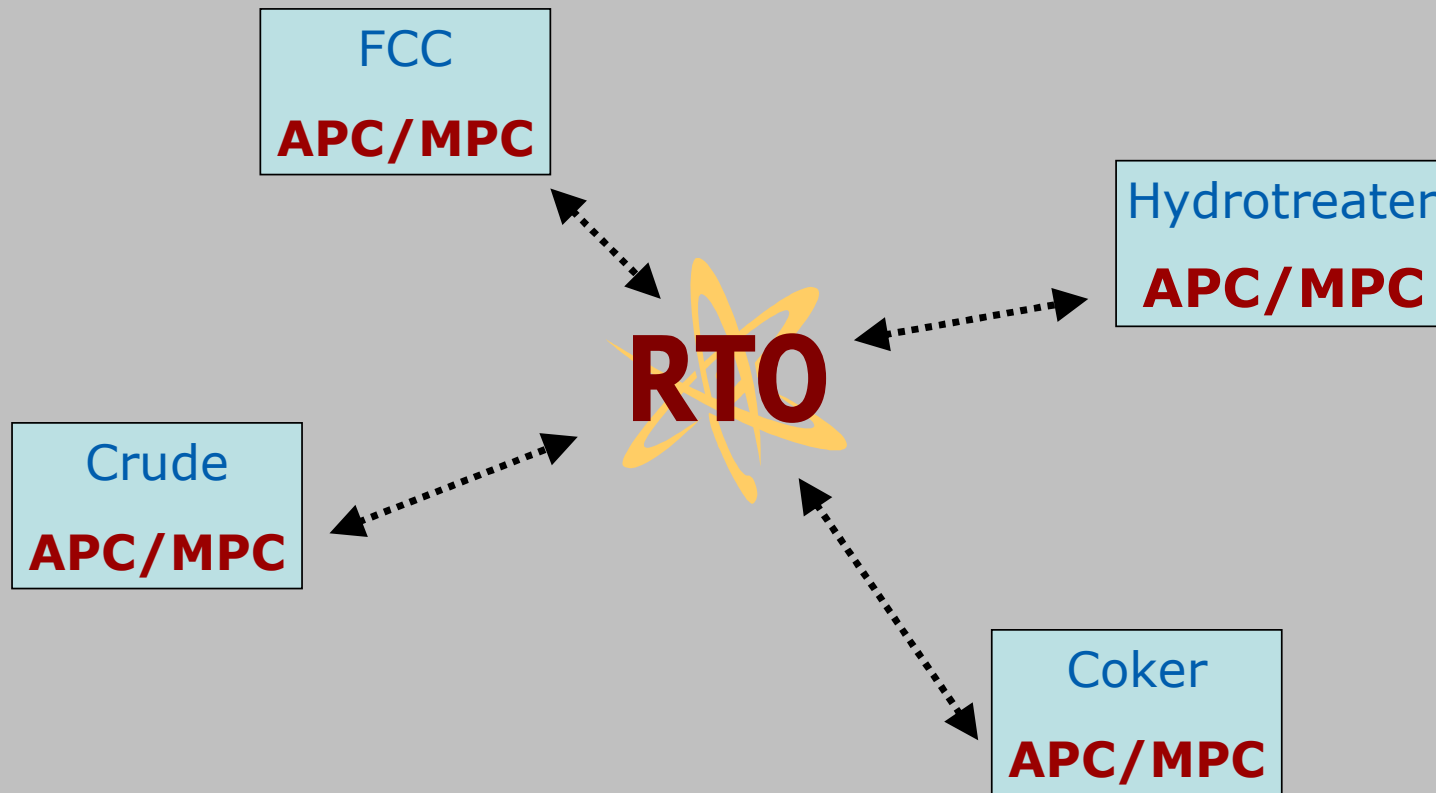 FCC
APC/MPC
Hydrotreater
APC/MPC
RTO
Crude
APC/MPC
Coker
APC/MPC